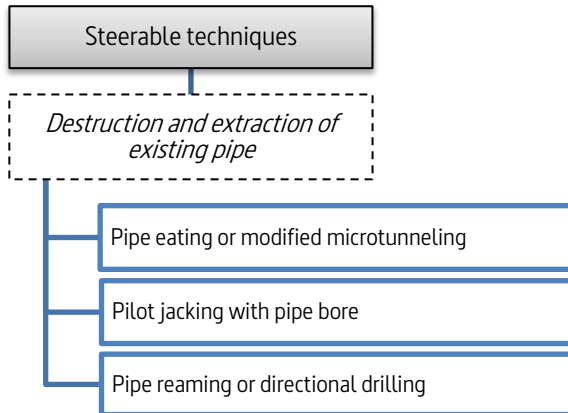 Steerable techniques
Destruction and extraction of
existing pipe
Pipe eating or modified microtunneling
Pilot jacking with pipe bore
Pipe reaming or directional drilling